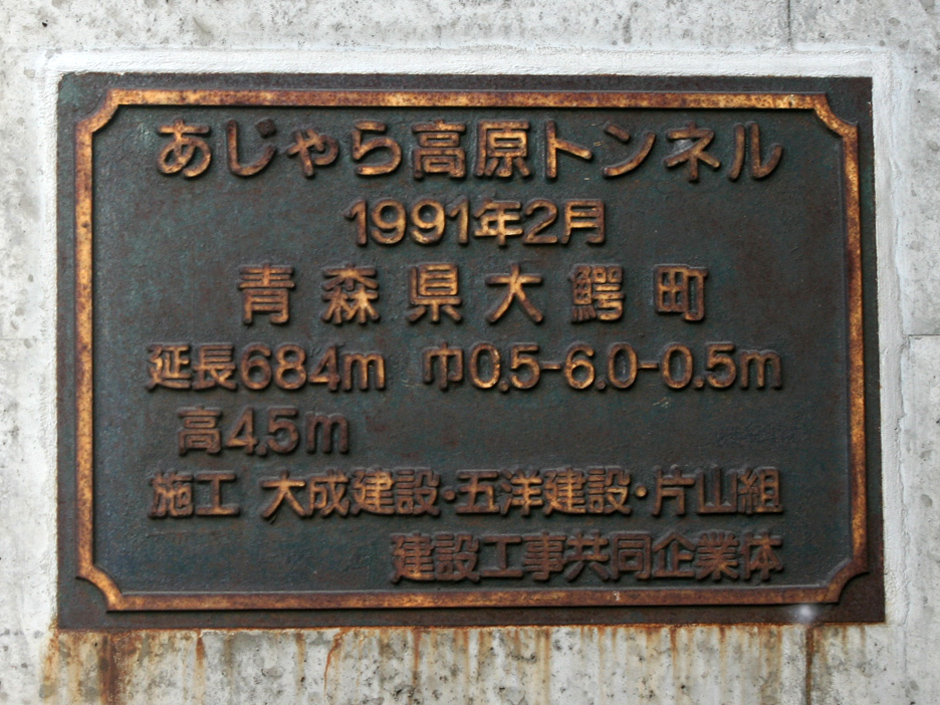 あじゃら高原トンネル
1991年2月
青森県大鰐町
延長684m 巾0.5-6.0-0.5m
高4.5m
施工 大成建設・五洋建設・片山組
建設工事共同企業体